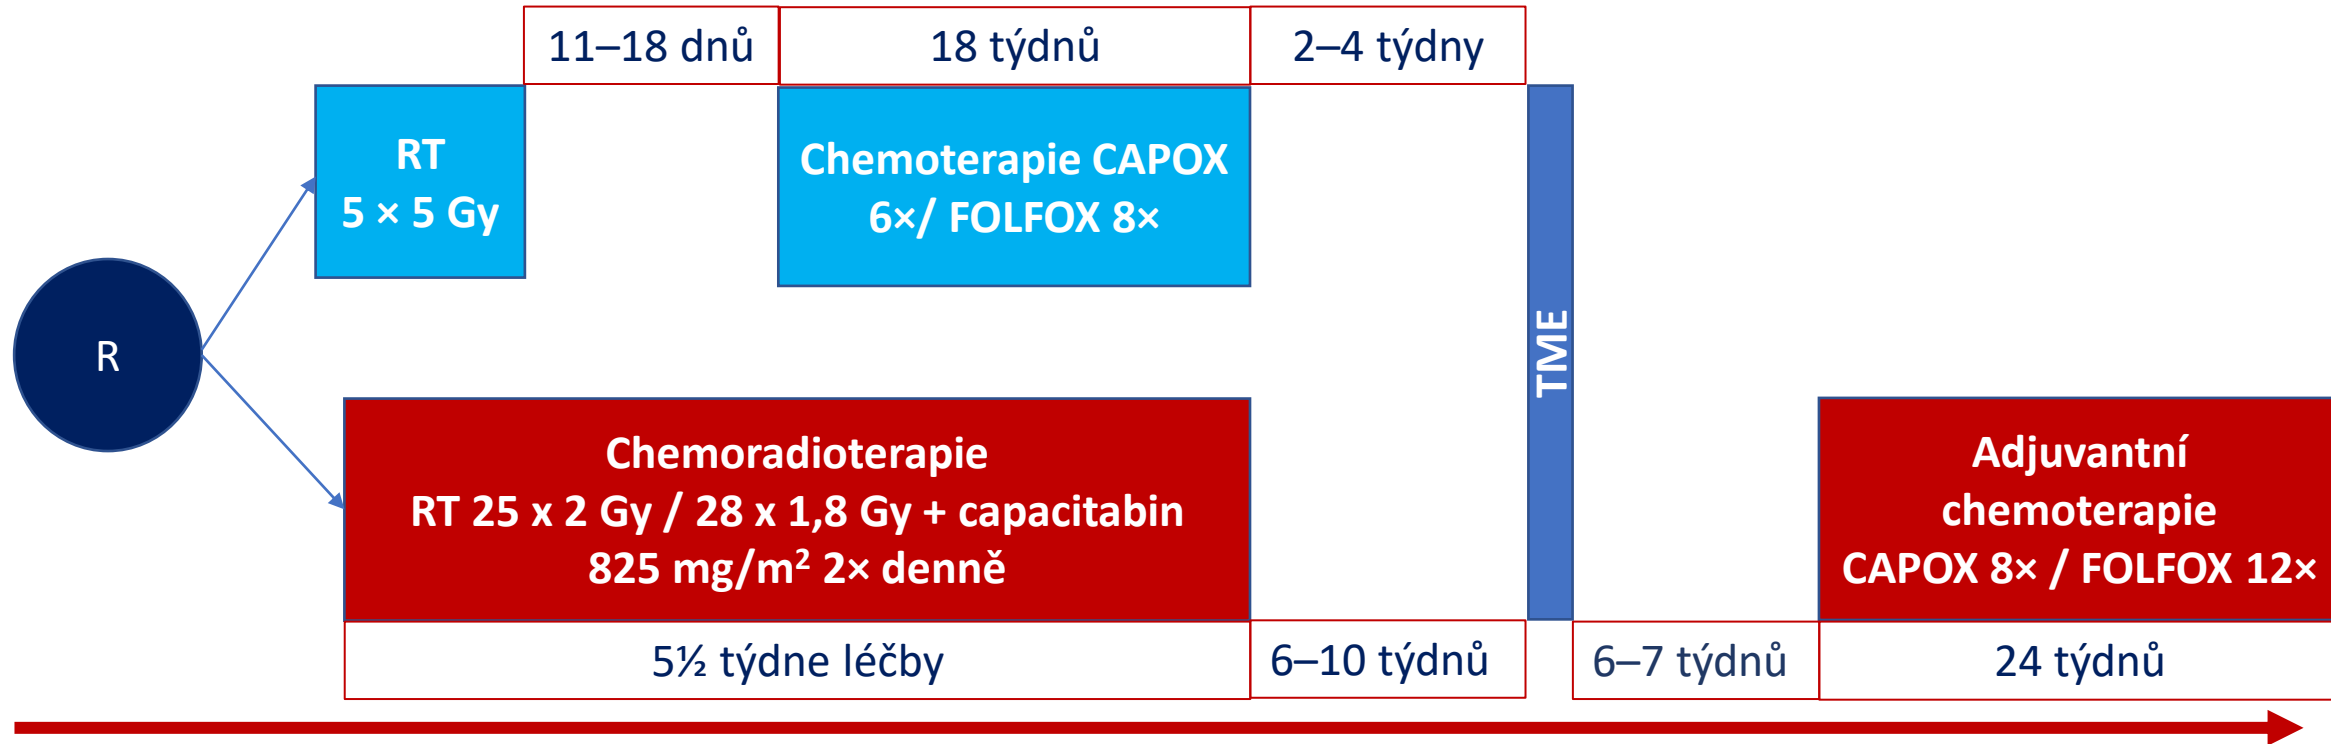 11–18 dnů
18 týdnů
2–4 týdny
RT
5 × 5 Gy
Chemoterapie CAPOX
6×/ FOLFOX 8×
R
TME
Chemoradioterapie
RT 25 x 2 Gy / 28 x 1,8 Gy + capacitabin
825 mg/m² 2× denně
Adjuvantní
chemoterapie
CAPOX 8× / FOLFOX 12×
5½ týdne léčby
6–10 týdnů
6–7 týdnů
24 týdnů